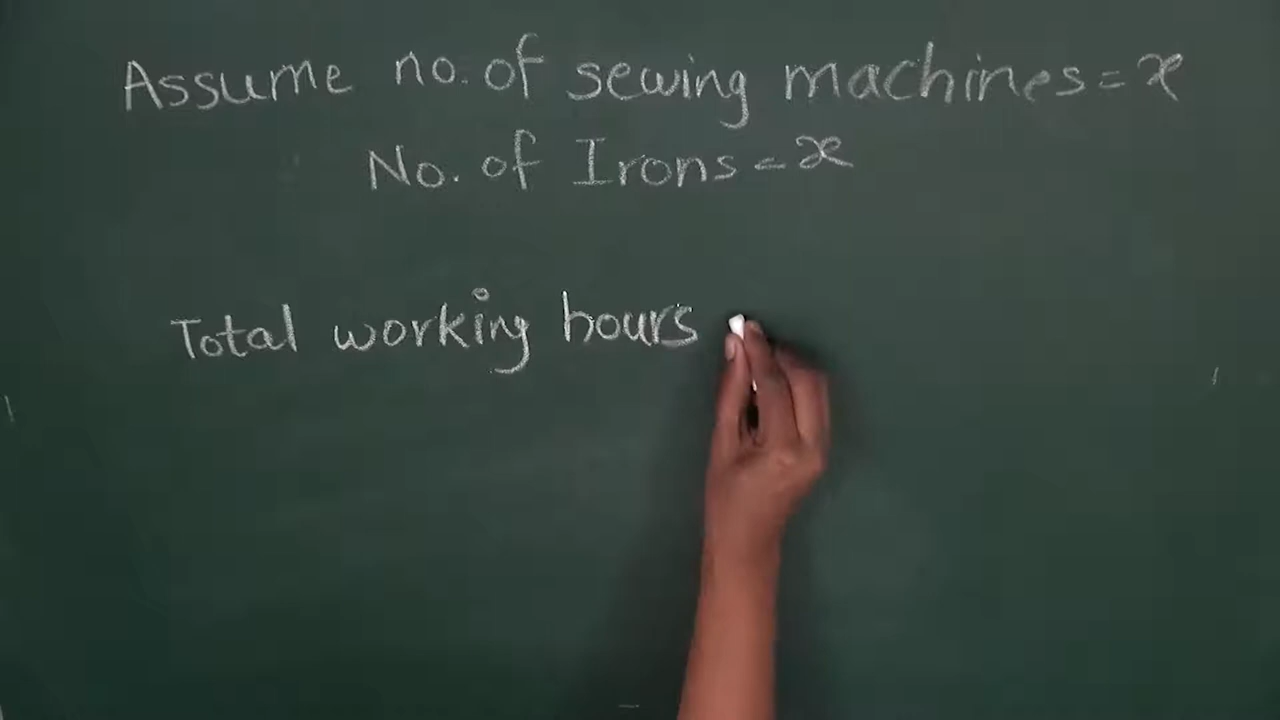 Assume no. of sewing machines = x
No. of Irons = x
Total working hours